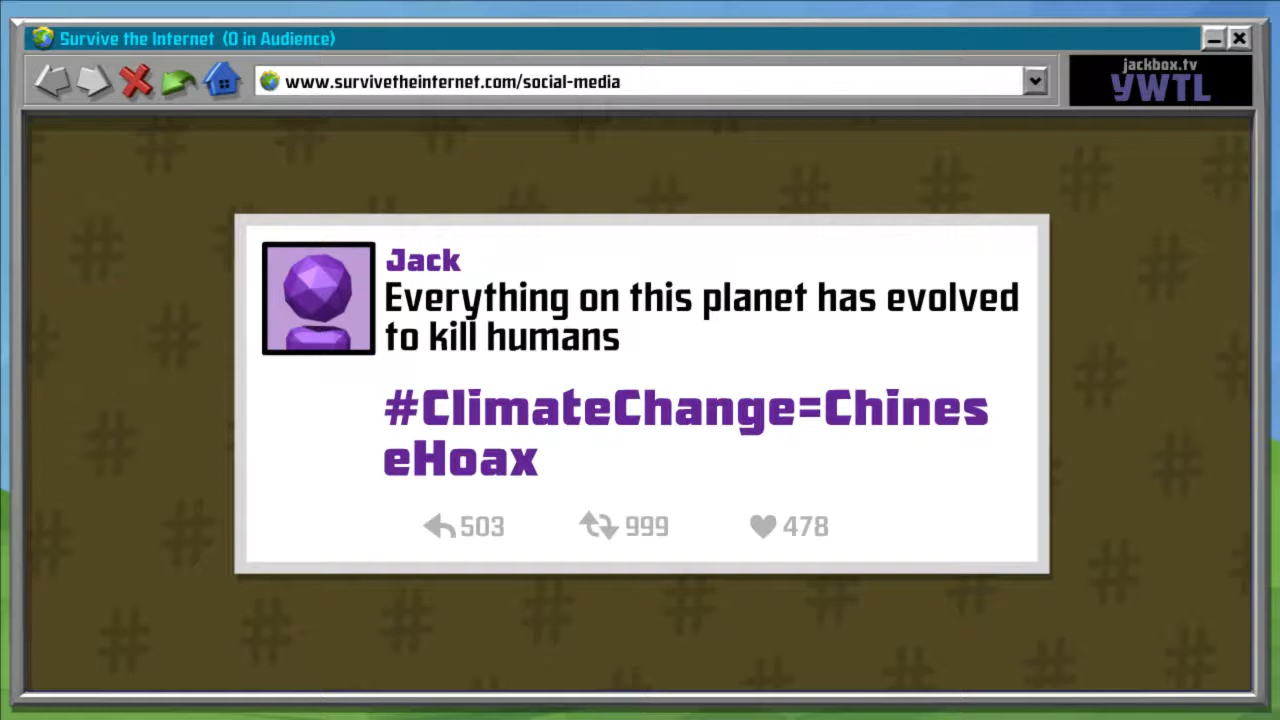 Survive the Internet (0 in Audience)
www.survivetheinternet.com/social-media
jackbox.tv
YWTL
Jack
Everything on this planet has evolved
to kill humans
#ClimateChange=Chines
eHoax
503 999 478